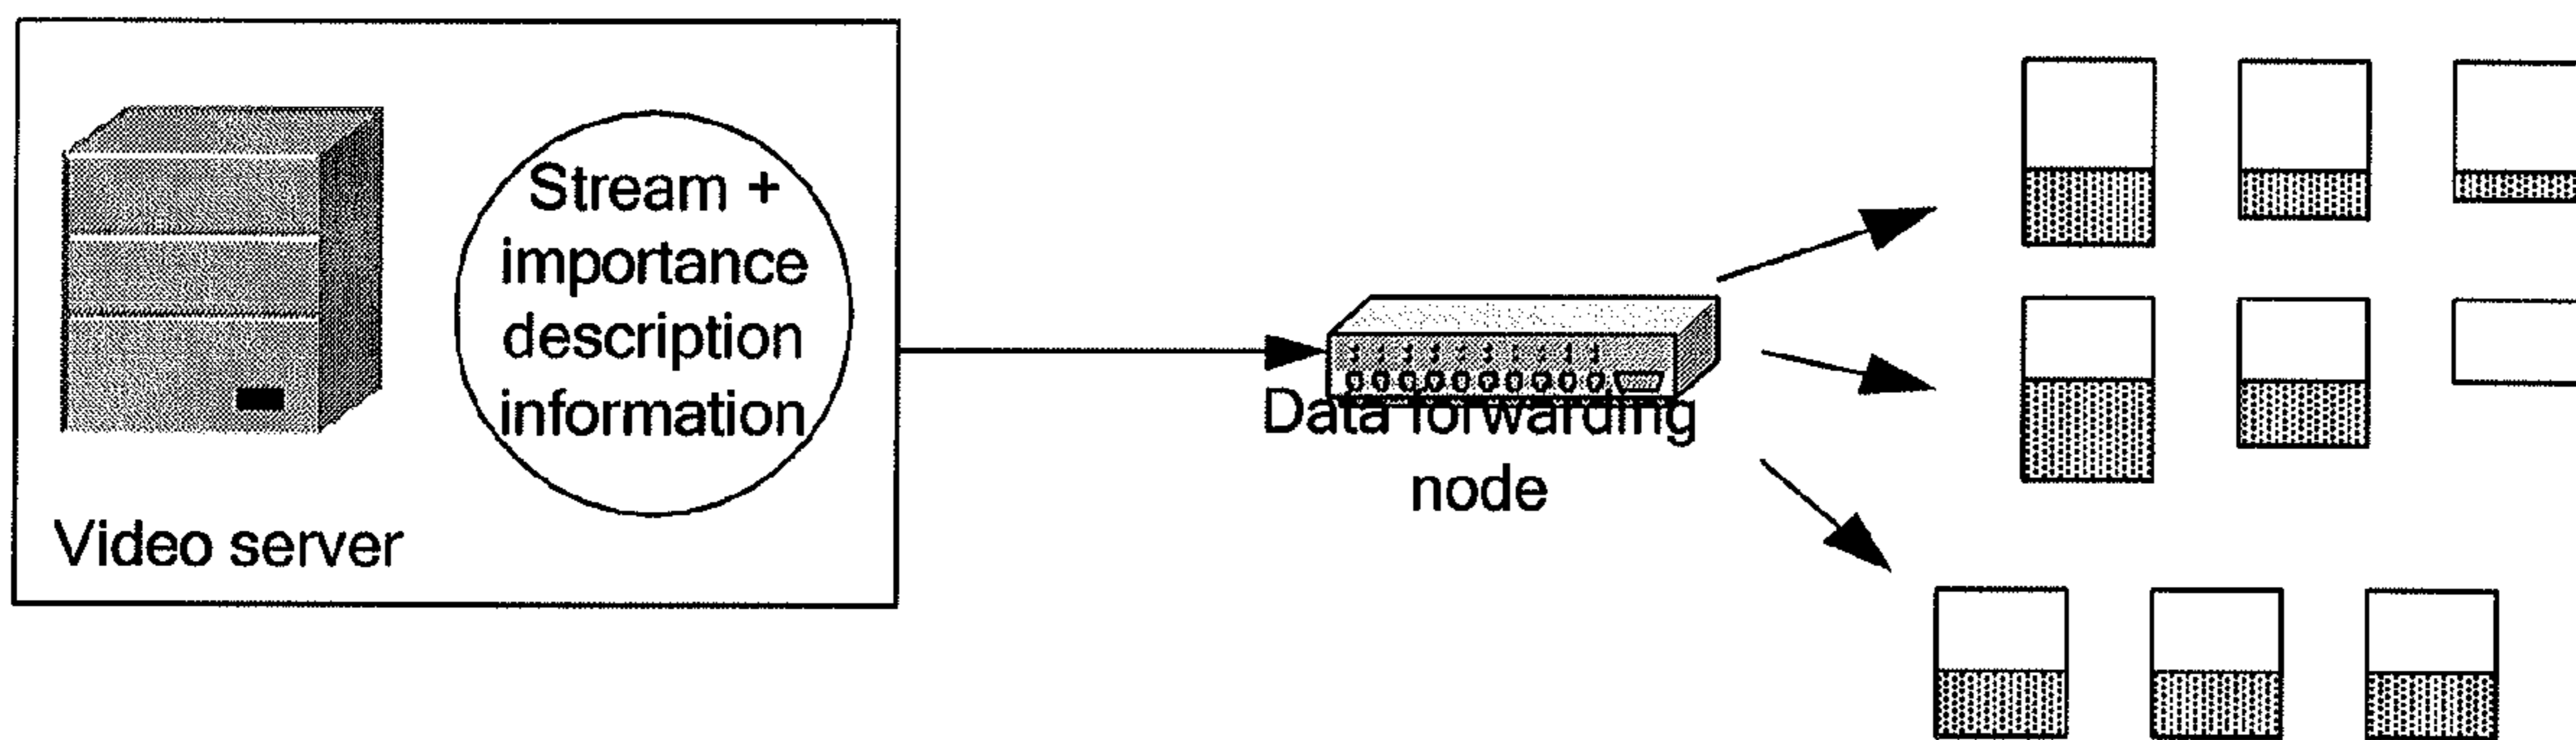 Stream +
importance
description
information
Video server
Data forwarding
node